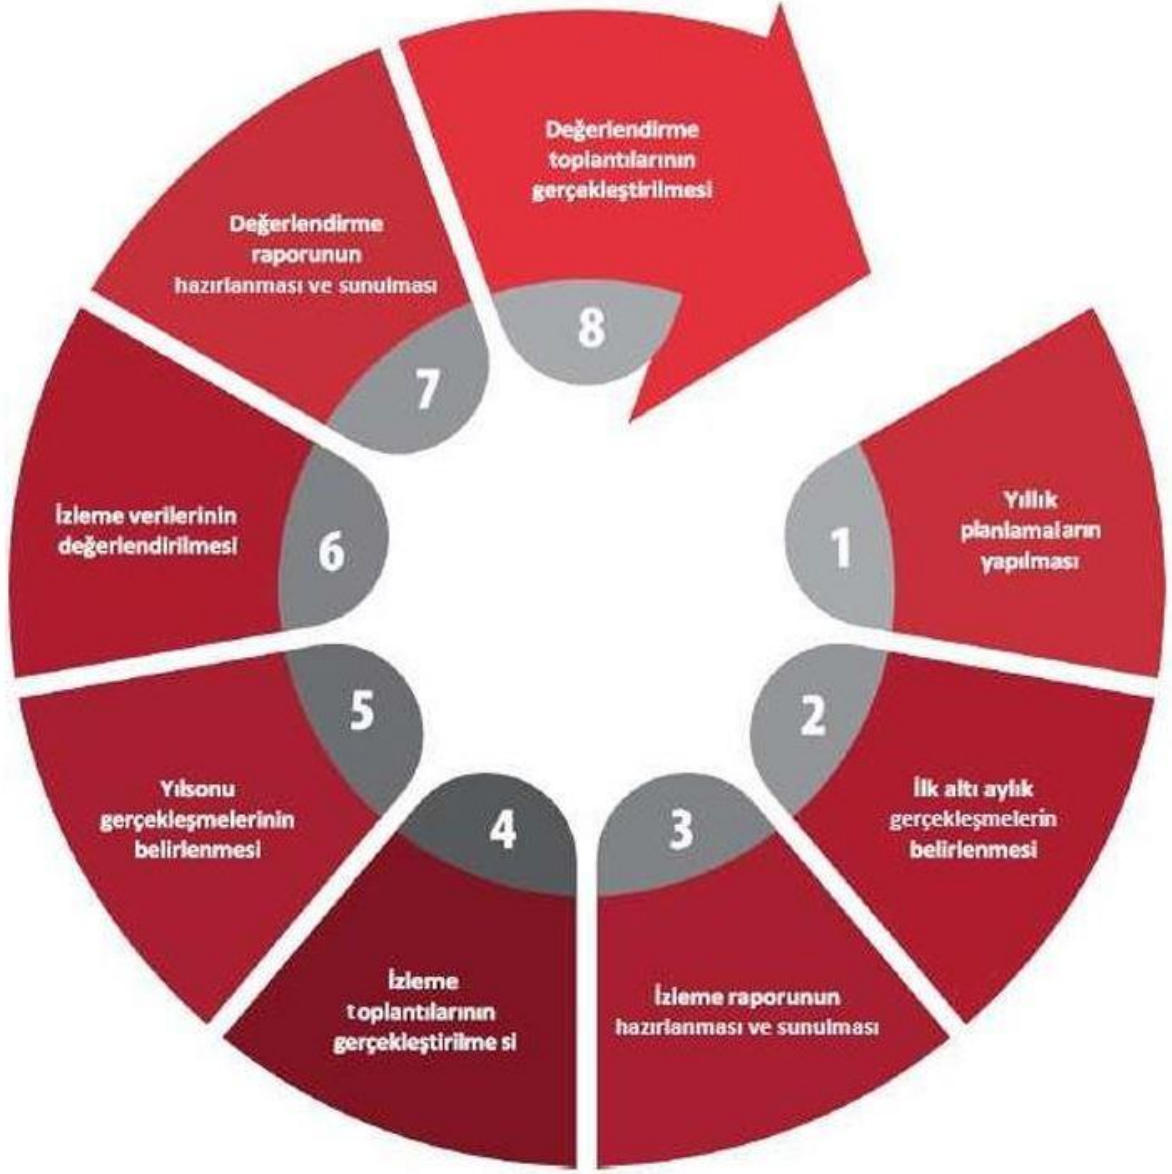 1
Yıllık
planlamaların
yapılması
2
İlk altı aylık
gerçekleşmelerin
belirlenmesi
3
İzleme raporunun
hazırlanması ve sunulması
4
İzleme
toplantılarının
gerçekleştirilme si
5
Yılsonu
gerçekleşmelerinin
belirlenmesi
6
İzleme verilerinin
değerlendirilmesi
7
Değerlendirme
raporunun
hazırlanması ve sunulması
8
Değerlendirme
toplantılarının
gerçekleştirilmesi